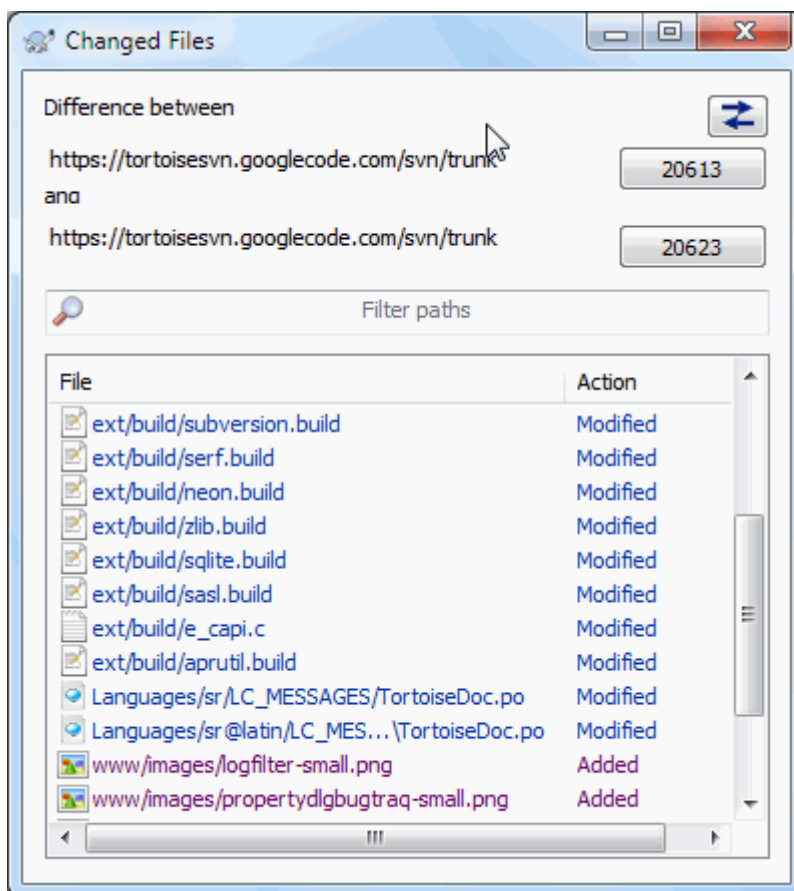 Changed Files
Difference between
https://tortoisesvn.googlecode.com/svn/trunk 20613
and
https://tortoisesvn.googlecode.com/svn/trunk 20623
Filter paths
File Action
ext/build/subversion.build Modified
ext/build/serf.build Modified
ext/build/neon.build Modified
ext/build/zlib.build Modified
ext/build/sqlite.build Modified
ext/build/sasl.build Modified
ext/build/e_capi.c Modified
ext/build/aprutil.build Modified
Languages/sr/LC_MESSAGES/TortoiseDoc.po Modified
Languages/sr@latin/LC_MES...\TortoiseDoc.po Modified
www/images/logfilter-small.png Added
www/images/propertydlgbugtraq-small.png Added